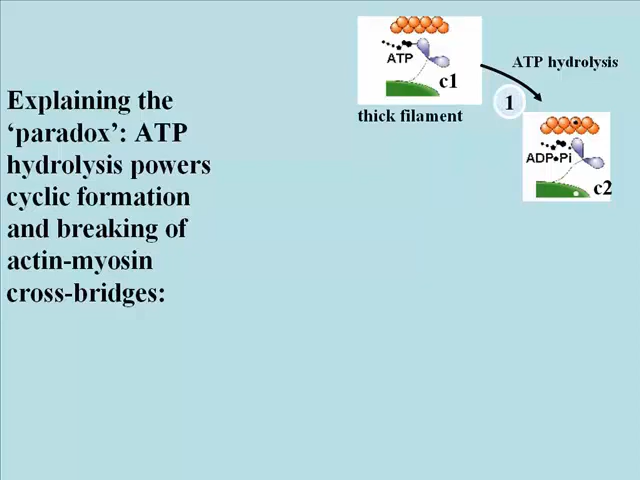 Explaining the
‘paradox’: ATP
hydrolysis powers
cyclic formation
and breaking of
actin-myosin
cross-bridges:
ATP
c1
thick filament
ATP hydrolysis
1
ADP•Pi
c2